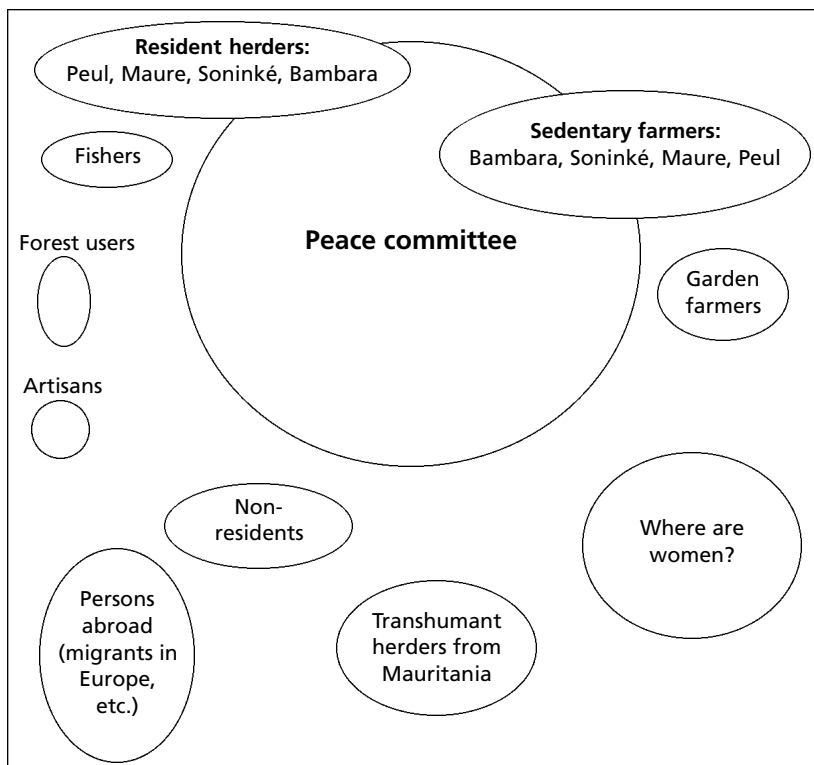 Resident herders:
Peul, Maure, Soninké, Bambara
Sedentary farmers:
Bambara, Soninké, Maure, Peul
Fishers
Peace committee
Forest users
Garden
farmers
Artisans
Non-
residents
Where are
women?
Persons
abroad
(migrants in
Europe,
etc.)
Transhumant
herders from
Mauritania